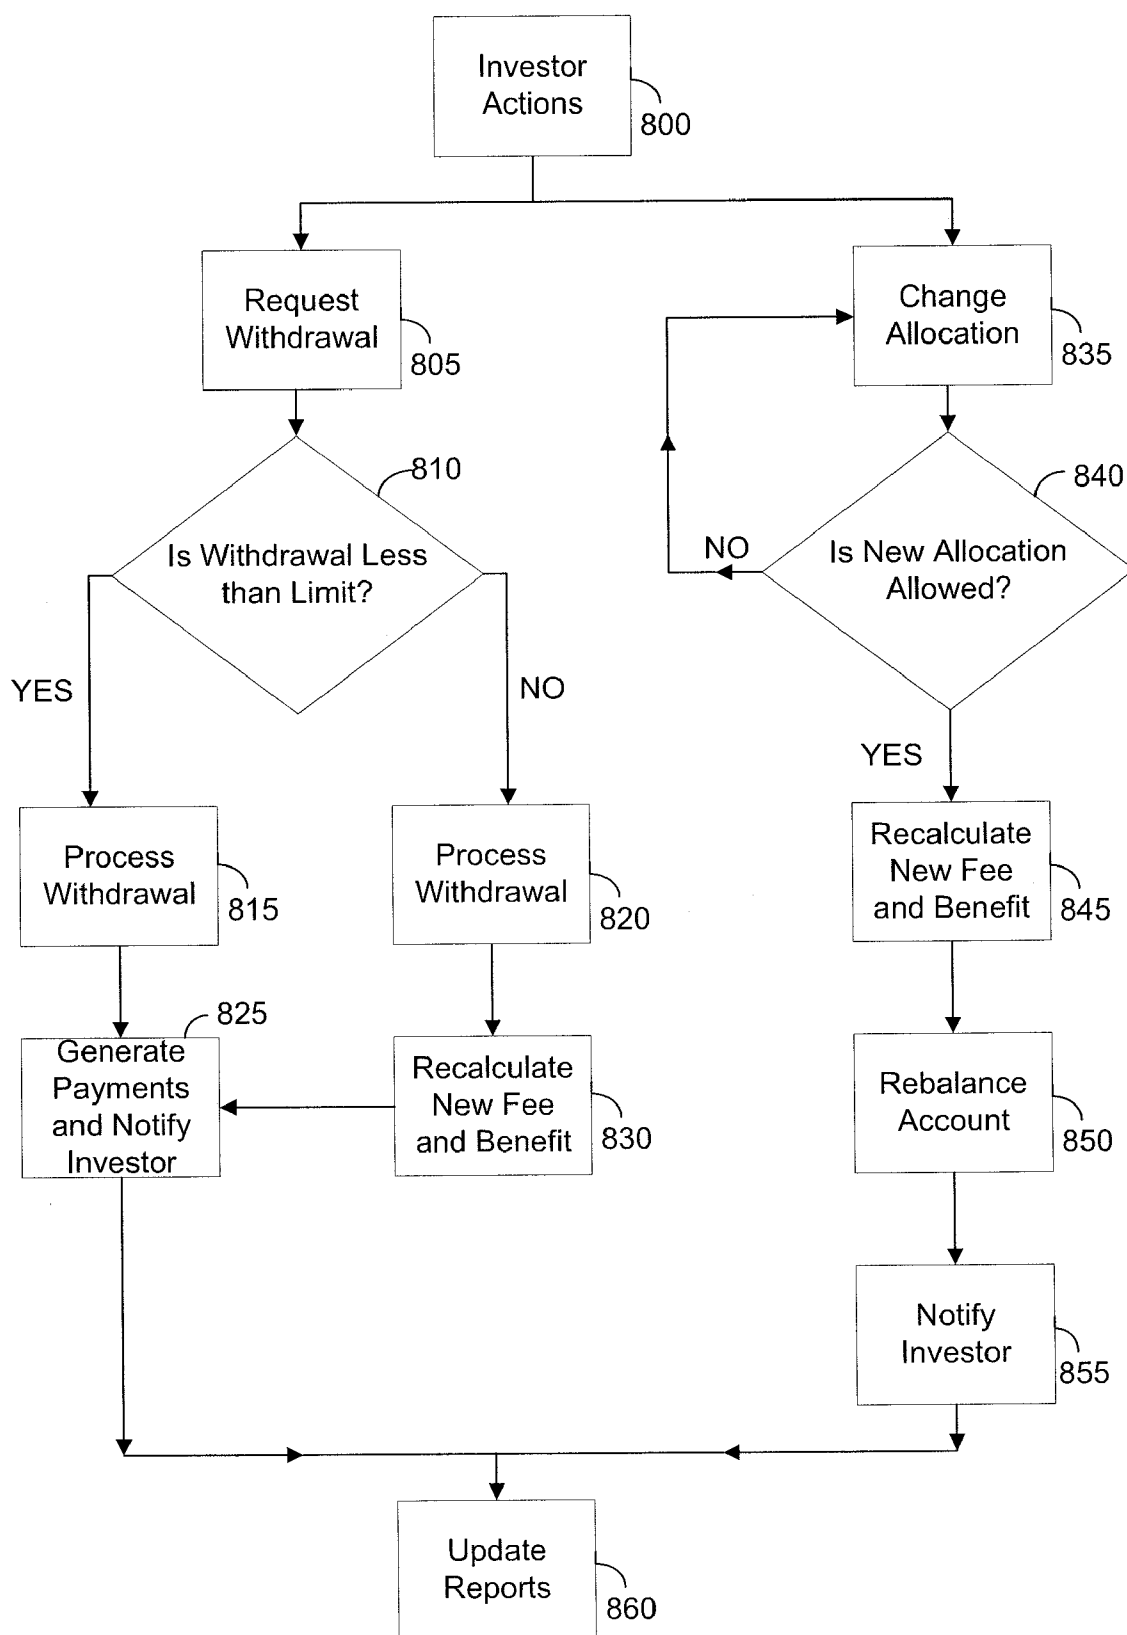 Investor
Actions
800
Request
Withdrawal
805
Change
Allocation
835
810
Is Withdrawal Less
than Limit?
840
Is New Allocation
Allowed?
NO
YES
NO
YES
Process
Withdrawal
815
Process
Withdrawal
820
Recalculate
New Fee
and Benefit
845
825
Generate
Payments
and Notify
Investor
Recalculate
New Fee
and Benefit
830
Rebalance
Account
850
Notify
Investor
855
Update
Reports
860